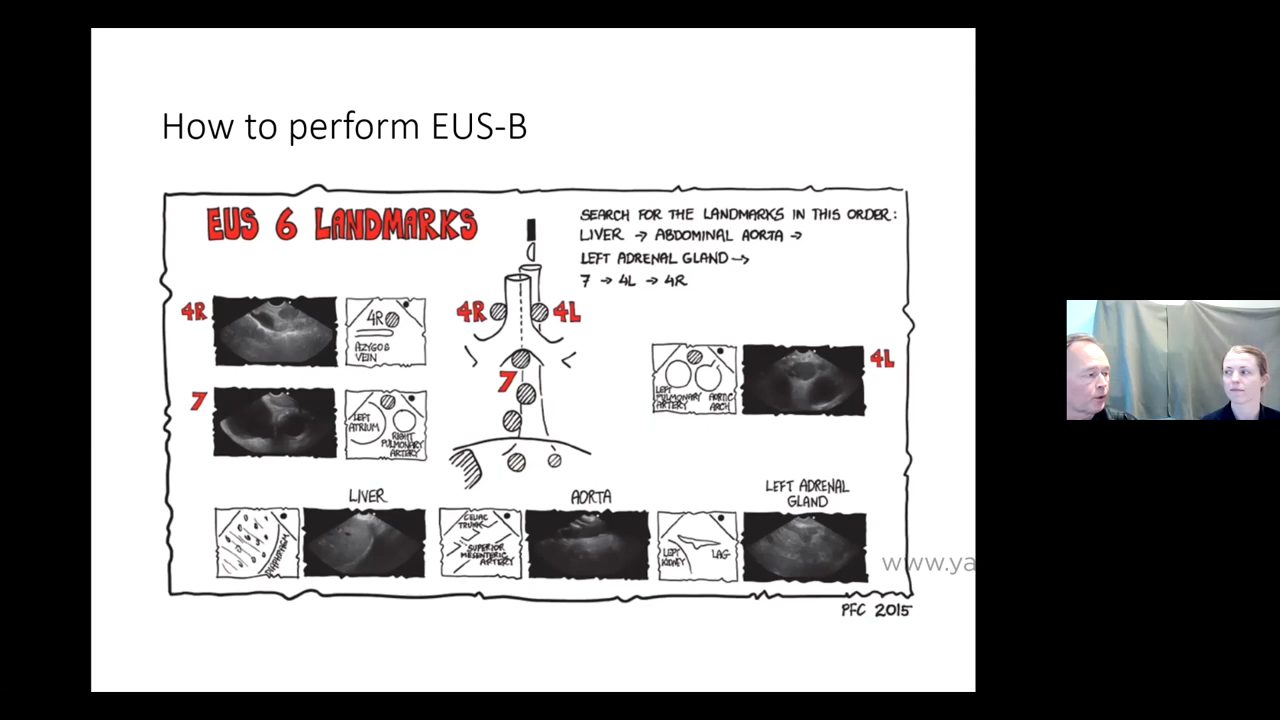 How to perform EUS-B
EUS 6 LANDMARKS
SEARCH FOR THE LANDMARKS IN THIS ORDER:
LIVER → ABDOMINAL AORTA →
LEFT ADRENAL GLAND →
7 → 4L → 4R
4R
4R
AZYGOS
VEIN
4R
4L
7
7
LEFT
ATRIUM
RIGHT
PULMONARY
ARTERY
LEFT
PULMONARY
ARTERY
AORTIC
ARCH
4L
LIVER
DIAPHRAGM
AORTA
CELIAC
TRUNK
SUPERIOR
MESENTERIC
ARTERY
LEFT ADRENAL
GLAND
LEFT
KIDNEY
LAG
www.ya
PFC 2015